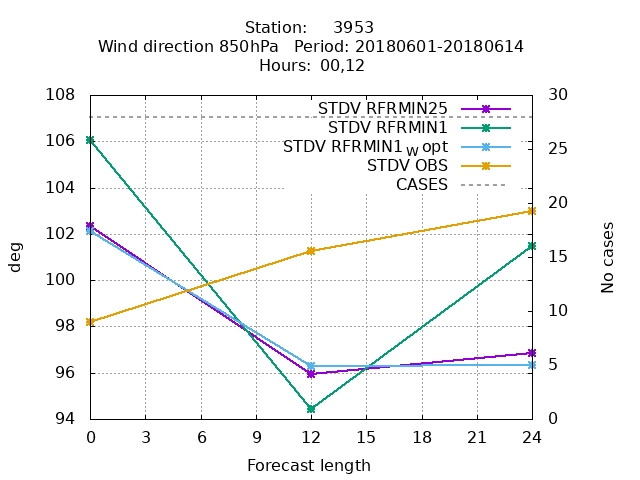 Station: 3953
Wind direction 850hPa Period: 20180601-20180614
Hours: 00,12
STDV RFRMIN25
STDV RFRMIN1
STDV RFRMIN1 W opt
STDV OBS
CASES
108
106
104
102
100
98
96
94
deg
30
25
20
15
10
5
0
No cases
0 3 6 9 12 15 18 21 24
Forecast length